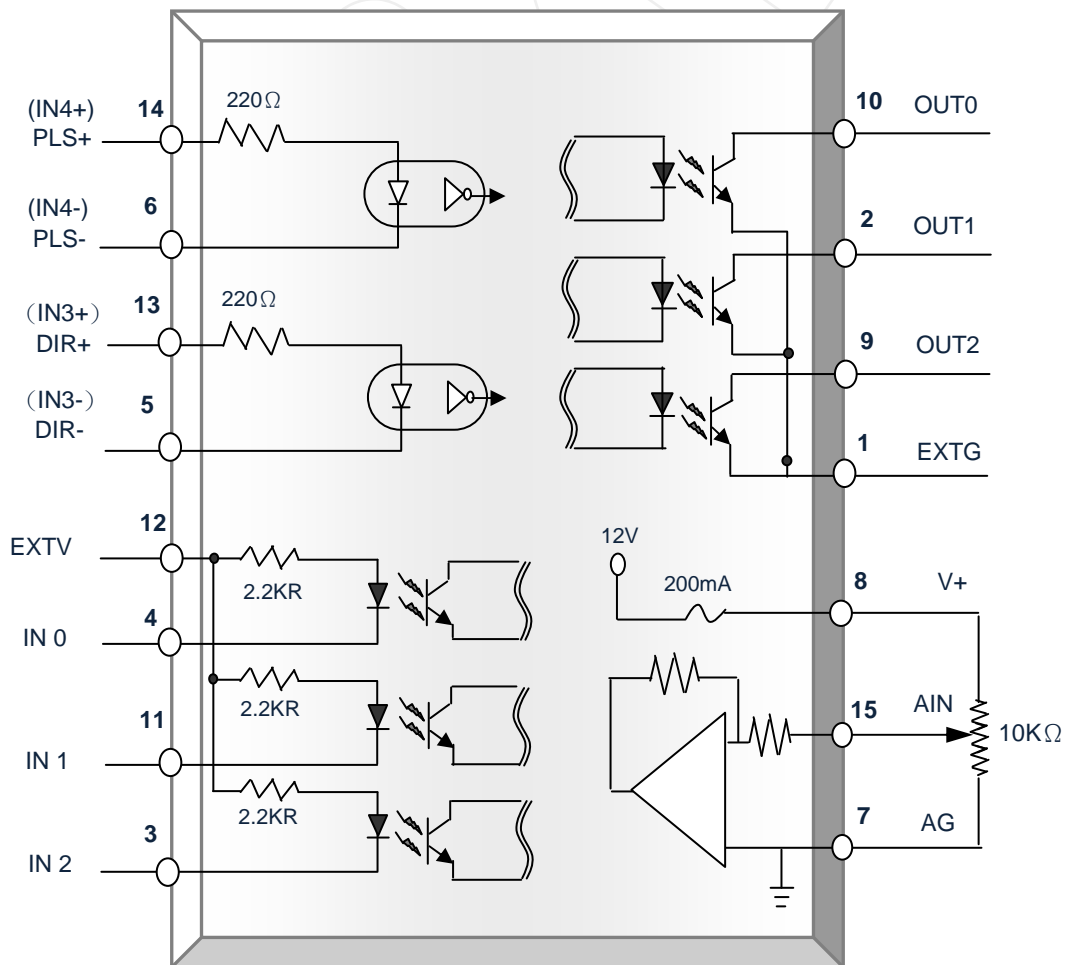 (IN4+)
PLS+
14
220Ω
(IN4-)
PLS-
6
（IN3+）
DIR+
13
220Ω
（IN3-）
DIR-
5
EXTV
12
2.2KR
IN 0
4
2.2KR
IN 1
11
2.2KR
IN 2
3
10
OUT0
2
OUT1
9
OUT2
1
EXTG
12V
200mA
8
V+
15
AIN
10KΩ
7
AG